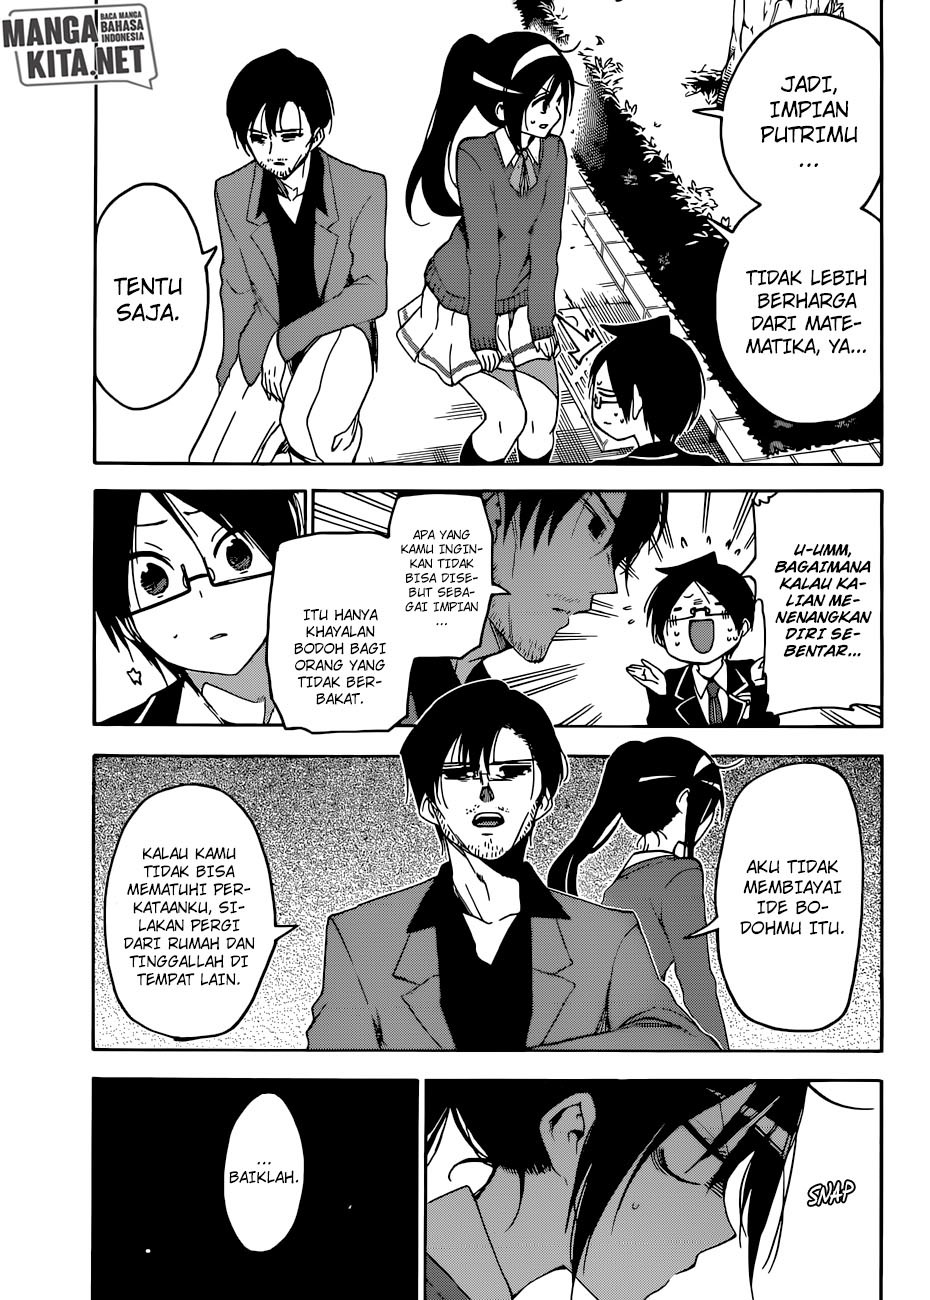 MANGA
BACA MANGA
BAHASA
INDONESIA
KITA.NET
JADI,
IMPIAN
PUTRIMU
...
TIDAK LEBIH
BERHARGA
DARI MATE-
MATIKA, YA...
TENTU
SAJA.
U-UMM,
BAGAIMANA
KALAU KA-
LIAN ME-
NENANGKAN
DIRI SE-
BENTAR...
APA YANG
KAMU INGIN-
KAN TIDAK
BISA DISE-
BUT SEBA-
GAI IMPIAN
...
ITU HANYA
KHAYALAN
BODOH BAGI
ORANG YANG
TIDAK BER-
BAKAT.
AKU TIDAK
MEMBIAYAI
IDE BO-
DOHMU ITU.
KALAU KAMU
TIDAK BISA
MEMATUHI PER-
KATAANKU, SI-
LAKAN PERGI
DARI RUMAH DAN
TINGGALLAH DI
TEMPAT LAIN.
SNAP
...
BAIKLAH.